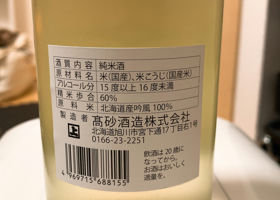 酒質内容 純米酒
原材料名 米(国産)、米こうじ(国産米)
アルコール分 15度以上16度未満
精米歩合 60%
原料米 北海道産吟風100%
髙砂酒造株式会社
北海道旭川市宮下通17丁目右1号
0166-23-2251
飲酒は20歳に
なってから。
お酒はおいしく
適量を。
4 969715 688155